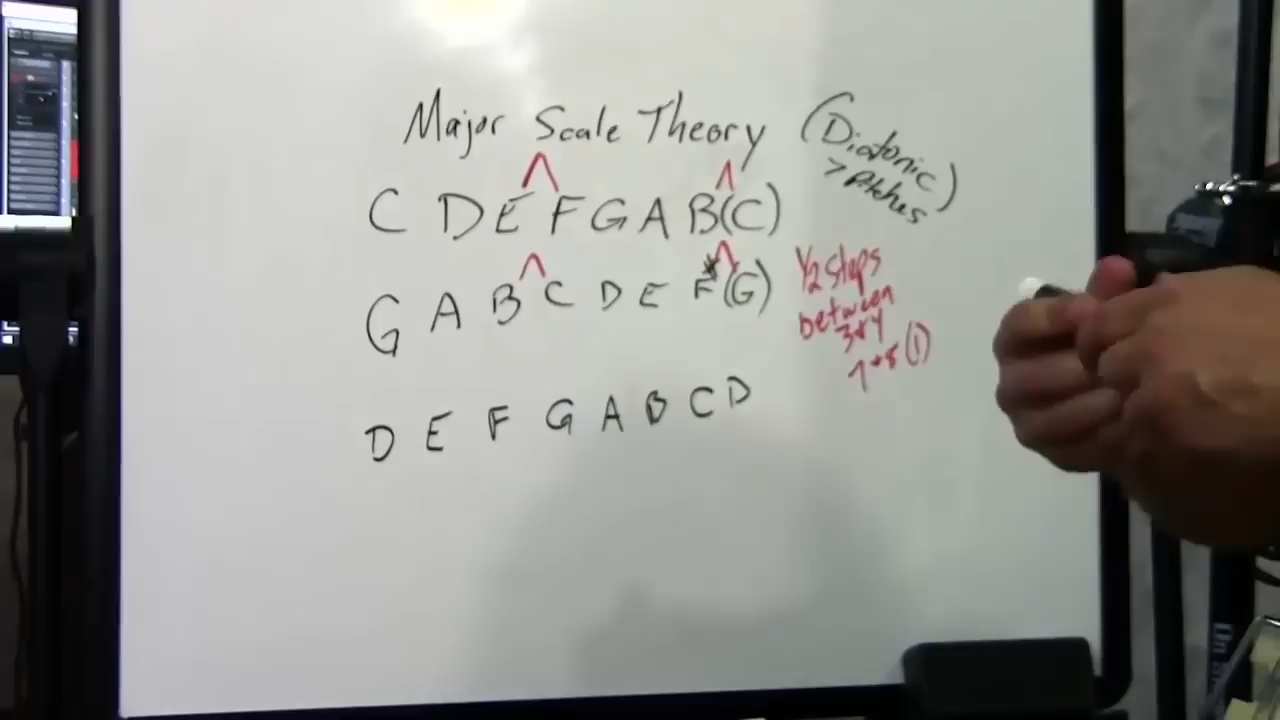 Major Scale Theory (Diatonic)
7 Pitches
C D E F G A B (C)
G A B C D E F# (G)
1/2 steps
between
3&4
7&8 (1)
D E F G A B C D